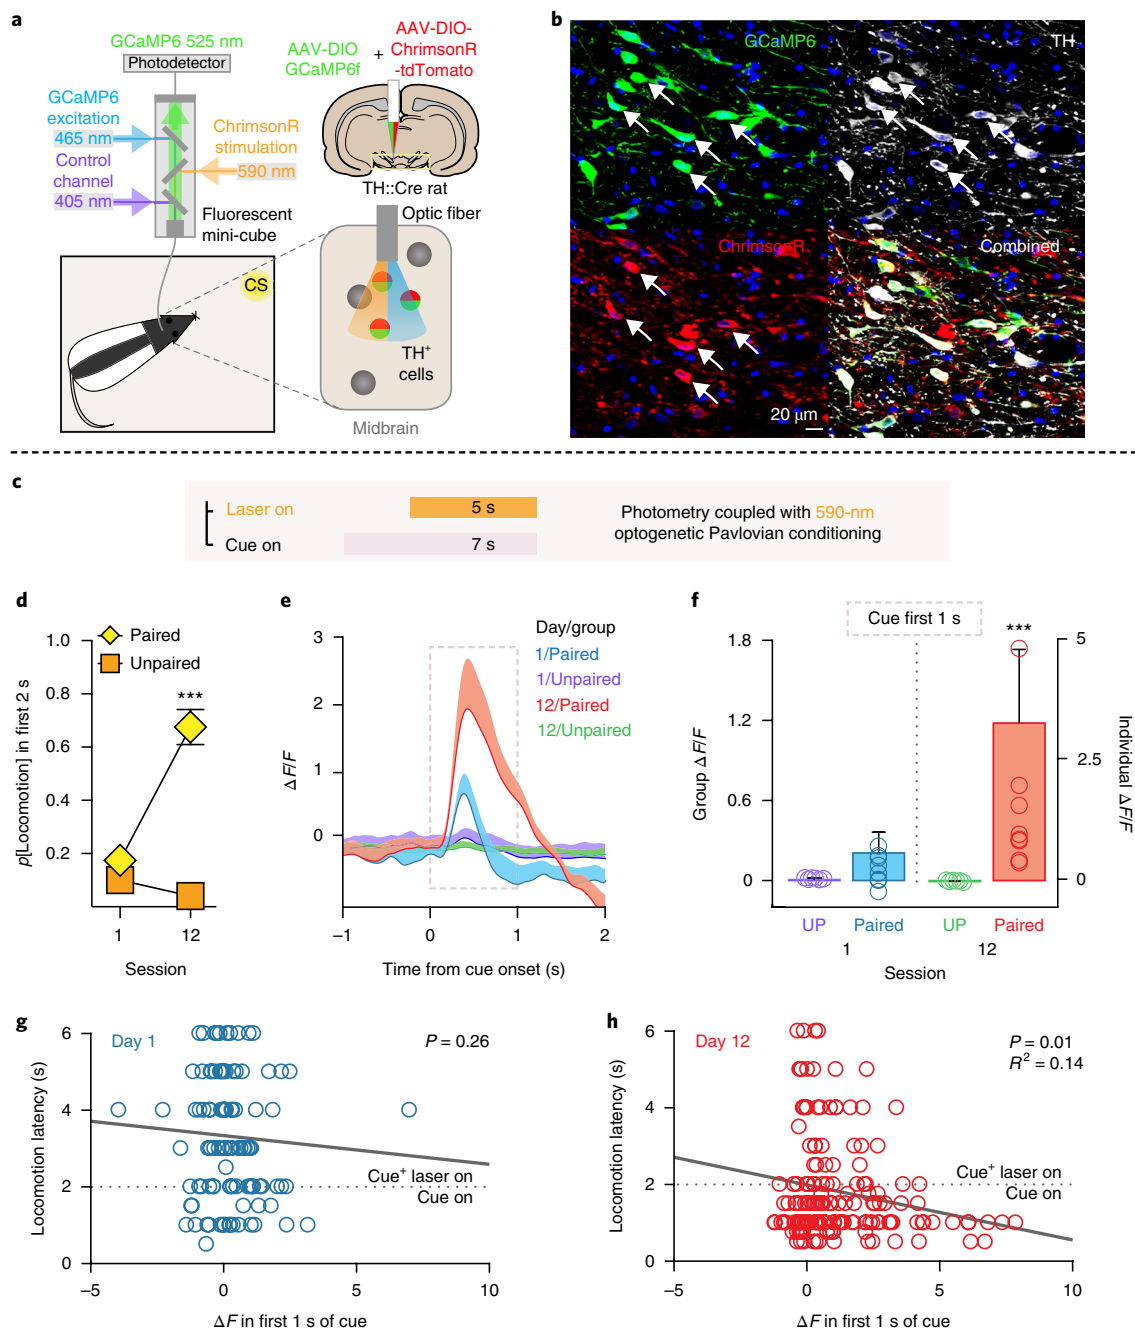 a
GCaMP6 525 nm
Photodetector
GCaMP6
excitation
465 nm
Control
channel
405 nm
ChrimsonR
stimulation
590 nm
Fluorescent
mini-cube
CS
AAV-DIO
GCaMP6f
+
AAV-DIO-
ChrimsonR
-tdTomato
TH::Cre rat
Optic fiber
TH+
cells
Midbrain
b
GCaMP6
TH
ChrimsonR
Combined
20 μm
c
Laser on
5 s
Cue on
7 s
Photometry coupled with 590-nm
optogenetic Pavlovian conditioning
d
Paired
Unpaired
***
p[Locomotion] in first 2 s
1.0
0.8
0.6
0.4
0.2
1
12
Session
e
Day/group
1/Paired
1/Unpaired
12/Paired
12/Unpaired
ΔF/F
3
2
1
0
−1
0
1
2
Time from cue onset (s)
f
Cue first 1 s
***
Group ΔF/F
1.8
1.2
0.6
0
5
2.5
0
Individual ΔF/F
UP
Paired
UP
Paired
1
12
Session
g
Day 1
P = 0.26
Locomotion latency (s)
6
4
2
0
Cue+ laser on
Cue on
−5
0
5
10
ΔF in first 1 s of cue
h
Day 12
P = 0.01
R2 = 0.14
Locomotion latency (s)
6
4
2
0
Cue+ laser on
Cue on
−5
0
5
10
ΔF in first 1 s of cue